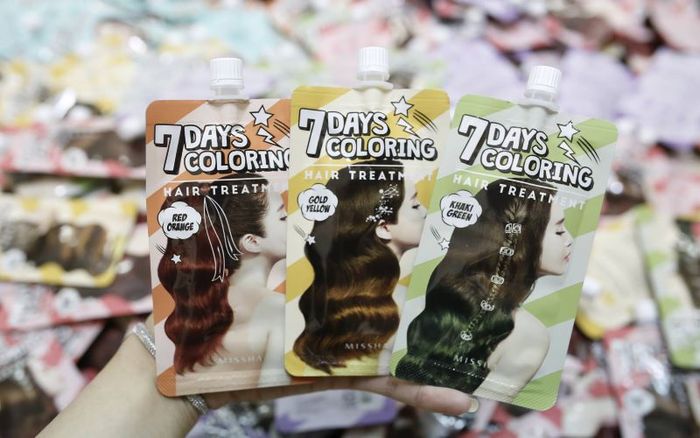 7 DAYS
COLORING
HAIR TREATMENT
RED
ORANGE
MISSHA
7 DAYS
COLORING
HAIR TREATMENT
GOLD
YELLOW
MISSHA
7 DAYS
COLORING
HAIR TREATMENT
KHAKI
GREEN
MISSHA